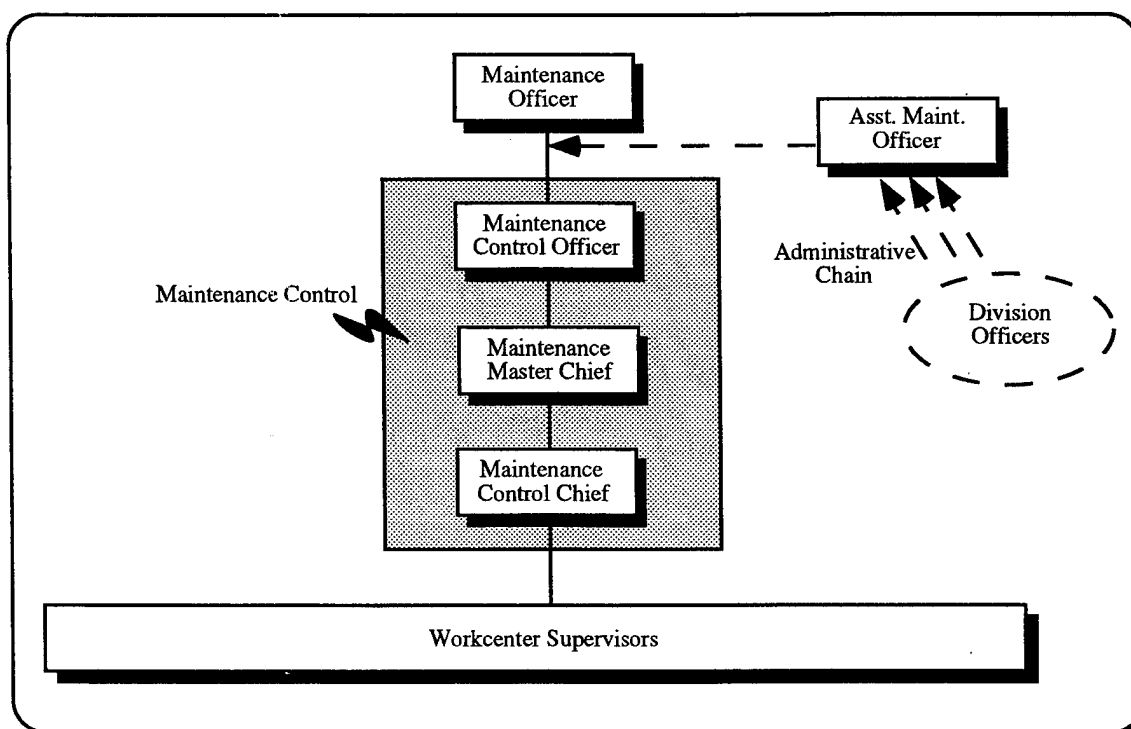 Maintenance
Officer
Asst. Maint.
Officer
Maintenance
Control Officer
Administrative
Chain
Maintenance Control
Division
Officers
Maintenance
Master Chief
Maintenance
Control Chief
Workcenter Supervisors